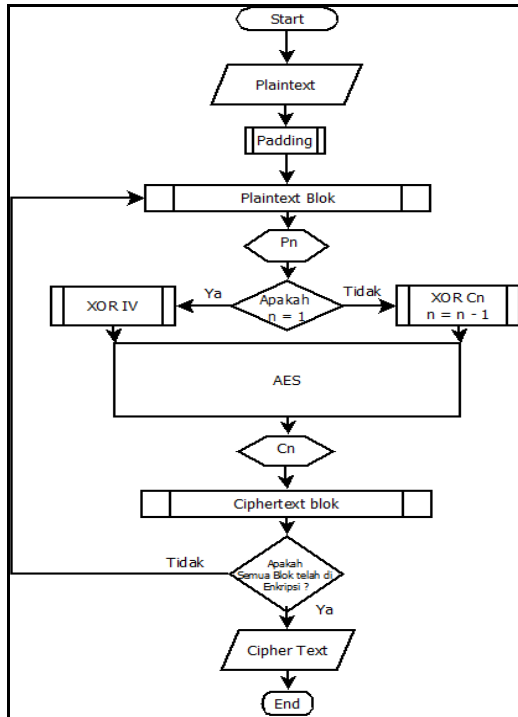 Start
Plaintext
Padding
Plaintext Blok
Pn
Ya
Apakah
n = 1
Tidak
XOR IV
XOR Cn
n = n - 1
AES
Cn
Ciphertext blok
Tidak
Apakah
Semua Blok telah di
Enkripsi ?
Ya
Cipher Text
End